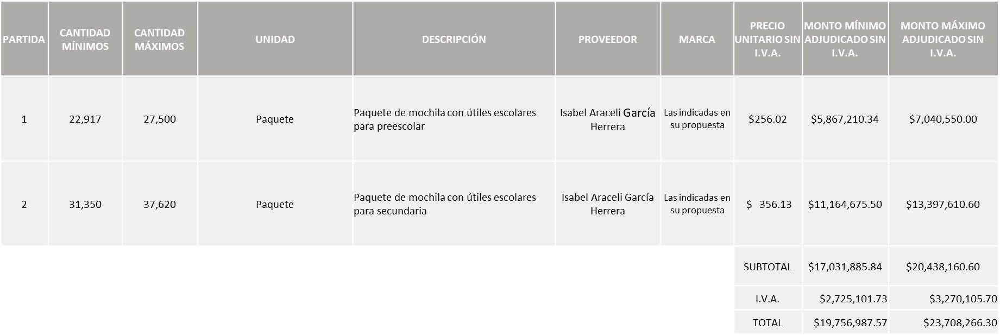 PARTIDA
CANTIDAD
MÍNIMOS
CANTIDAD
MÁXIMOS
UNIDAD
DESCRIPCIÓN
PROVEEDOR
MARCA
PRECIO
UNITARIO SIN
I.V.A.
MONTO MÍNIMO
ADJUDICADO SIN
I.V.A.
MONTO MÁXIMO
ADJUDICADO SIN
I.V.A.
1
22,917
27,500
Paquete
Paquete de mochila con útiles escolares
para preescolar
Isabel Araceli García
Herrera
Las indicadas en
su propuesta
$256.02
$5,867,210.34
$7,040,550.00
2
31,350
37,620
Paquete
Paquete de mochila con útiles escolares
para secundaria
Isabel Araceli García
Herrera
Las indicadas en
su propuesta
$ 356.13
$11,164,675.50
$13,397,610.60
SUBTOTAL
$17,031,885.84
$20,438,160.60
I.V.A.
$2,725,101.73
$3,270,105.70
TOTAL
$19,756,987.57
$23,708,266.30